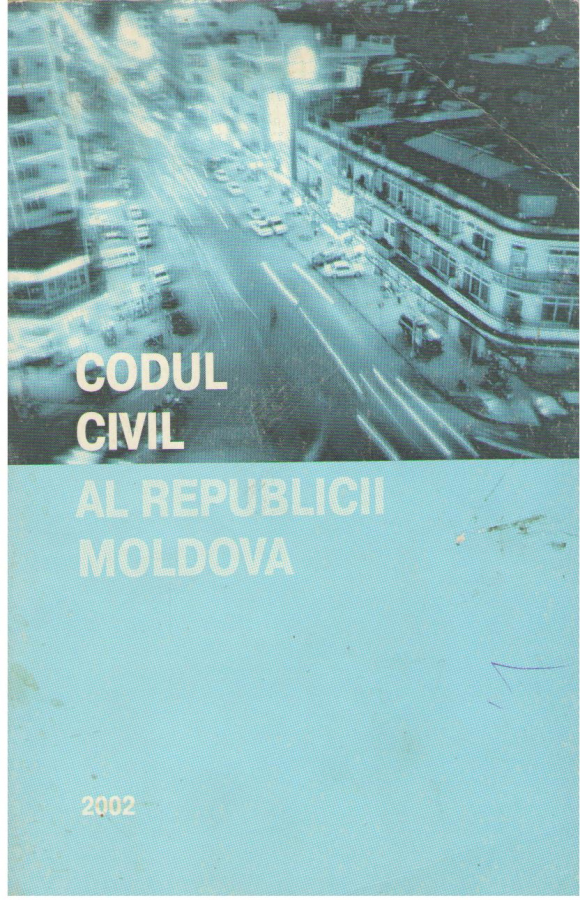 CODUL
CIVIL
AL REPUBLICII
MOLDOVA
2002